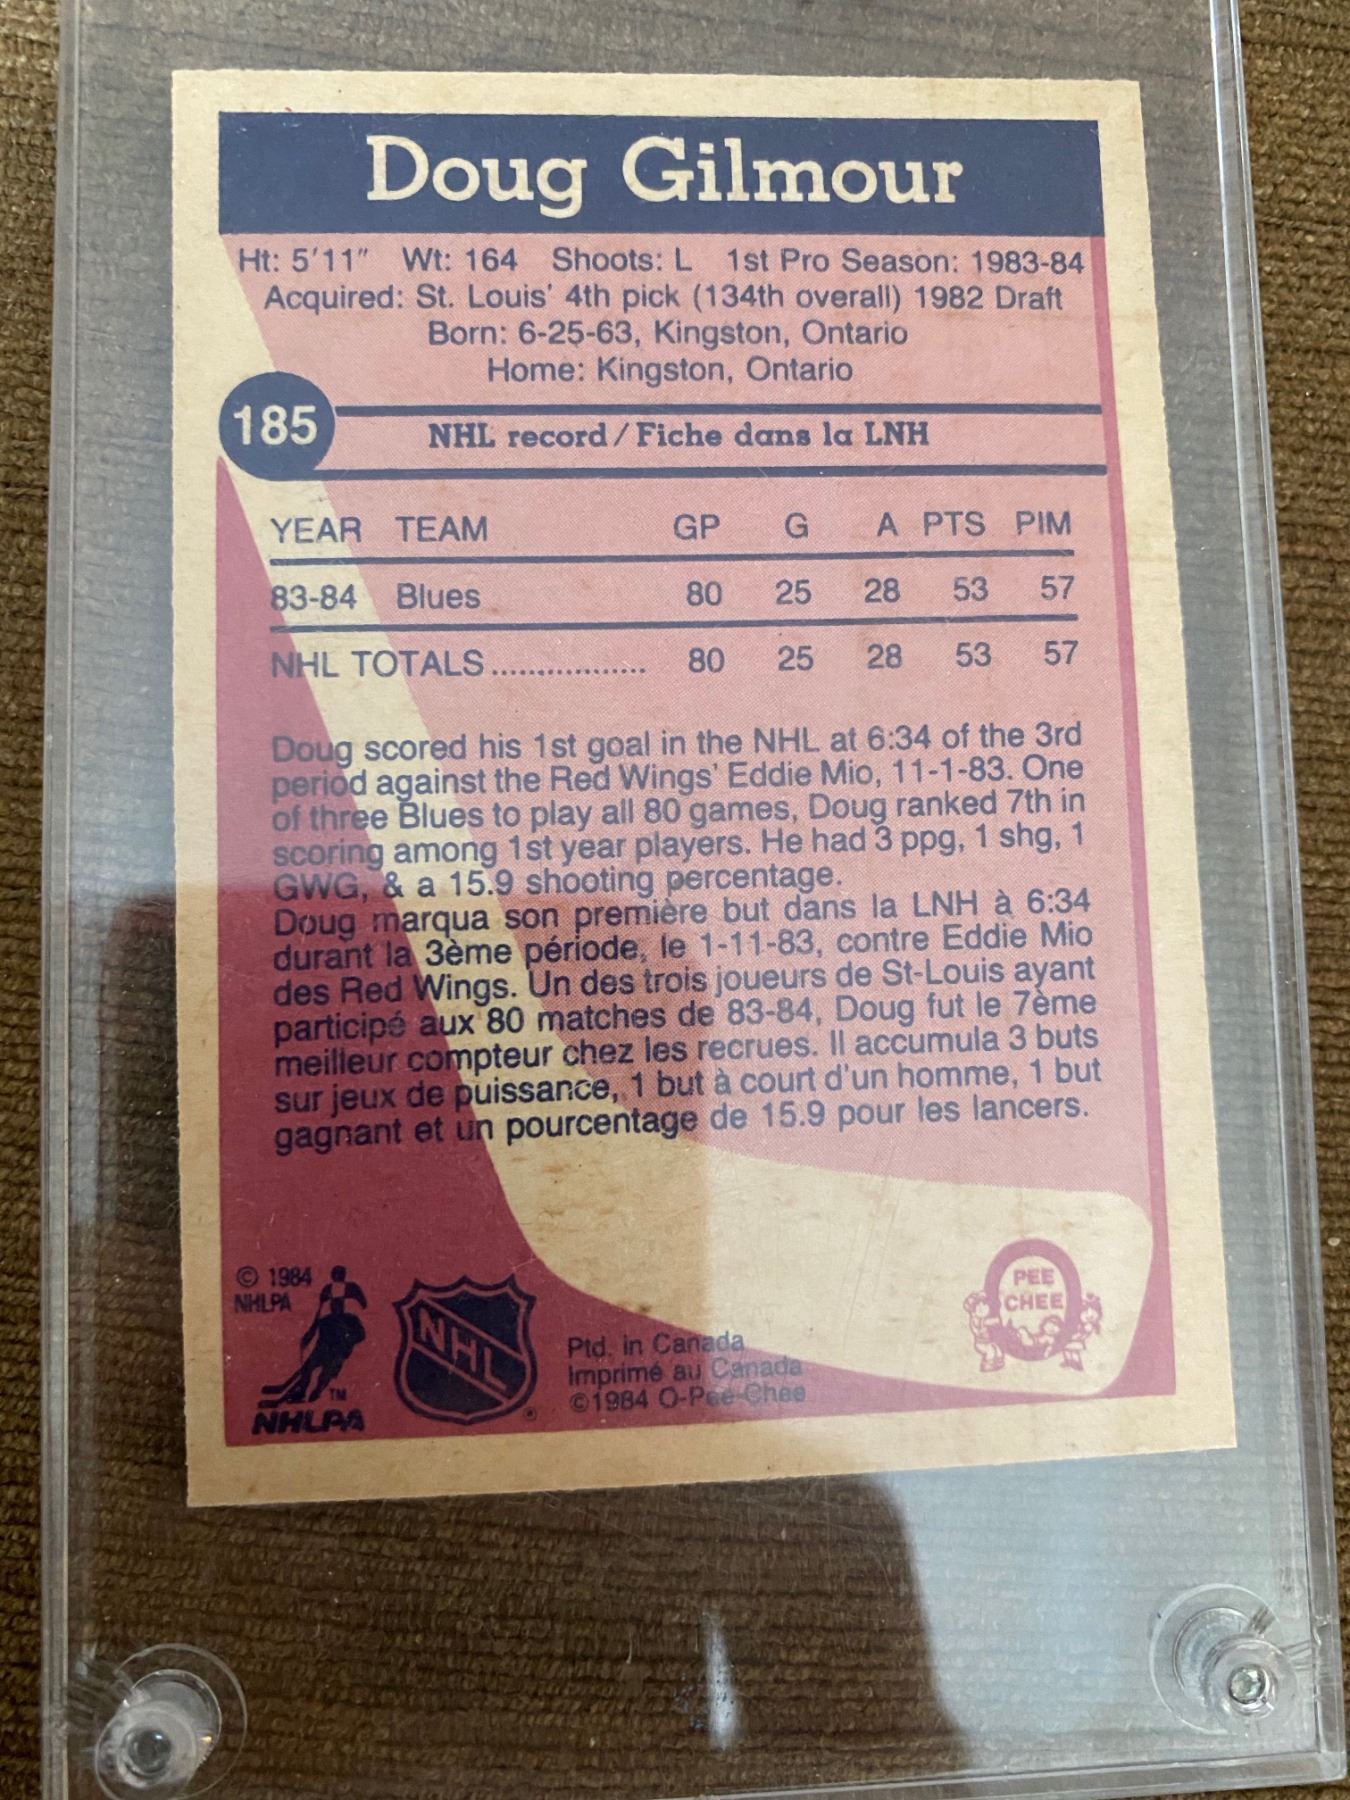 Doug Gilmour
Ht: 5'11" Wt: 164 Shoots: L 1st Pro Season: 1983-84
Acquired: St. Louis' 4th pick (134th overall) 1982 Draft
Born: 6-25-63, Kingston, Ontario
Home: Kingston, Ontario
185
NHL record/Fiche dans la LNH
YEAR TEAM GP G A PTS PIM
83-84 Blues 80 25 28 53 57
NHL TOTALS................. 80 25 28 53 57
Doug scored his 1st goal in the NHL at 6:34 of the 3rd
period against the Red Wings' Eddie Mio, 11-1-83. One
of three Blues to play all 80 games, Doug ranked 7th in
scoring among 1st year players. He had 3 ppg, 1 shg, 1
GWG, & a 15.9 shooting percentage.
Doug marqua son première but dans la LNH à 6:34
durant la 3ème période, le 1-11-83, contre Eddie Mio
des Red Wings. Un des trois joueurs de St-Louis ayant
participé aux 80 matches de 83-84, Doug fut le 7ème
meilleur compteur chez les recrues. Il accumula 3 buts
sur jeux de puissance, 1 but à court d'un homme, 1 but
gagnant et un pourcentage de 15.9 pour les lancers.
© 1984
NHLPA
TM
NHLPA
NHL
Ptd. in Canada
Imprimé au Canada
©1984 O-Pee-Chee
PEE
CHEE